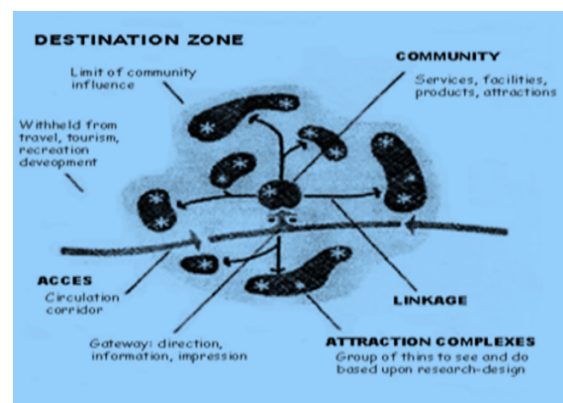 DESTINATION ZONE
COMMUNITY
Services, facilities,
products, attractions
Limit of community
influence
Withheld from
travel, tourism,
recreation
deveopment
ACCES
Circulation
corridor
LINKAGE
Gateway: direction,
information, impression
ATTRACTION COMPLEXES
Group of thins to see and do
based upon research-design